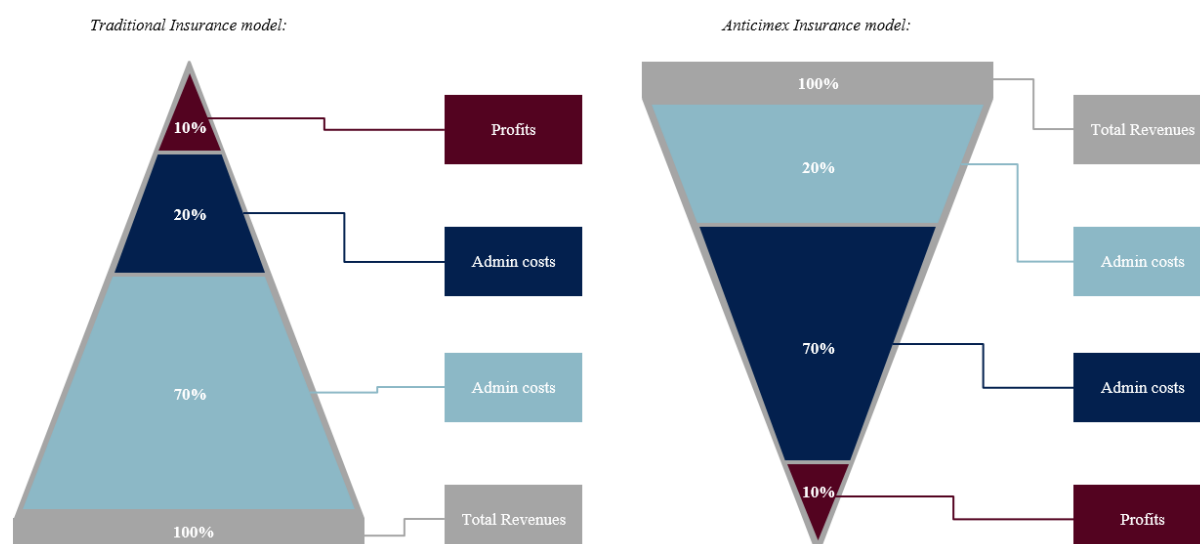 Traditional Insurance model:
10%
Profits
20%
Admin costs
70%
Admin costs
100%
Total Revenues
Anticimex Insurance model:
100%
Total Revenues
20%
Admin costs
70%
Admin costs
10%
Profits